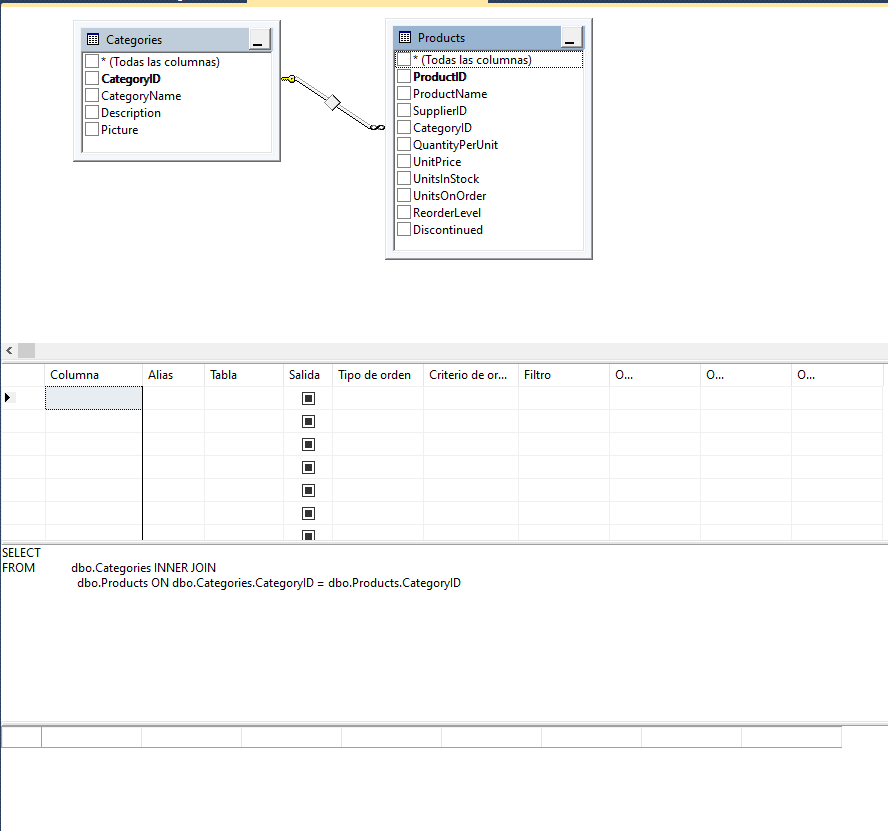 Categories
* (Todas las columnas)
CategoryID
CategoryName
Description
Picture
Products
* (Todas las columnas)
ProductID
ProductName
SupplierID
CategoryID
QuantityPerUnit
UnitPrice
UnitsInStock
UnitsOnOrder
ReorderLevel
Discontinued
Columna Alias Tabla Salida Tipo de orden Criterio de or... Filtro O... O... O...
SELECT
FROM dbo.Categories INNER JOIN
dbo.Products ON dbo.Categories.CategoryID = dbo.Products.CategoryID